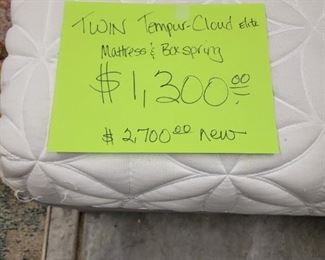 TWIN Tempur-Cloud Elite
Mattress & Box spring
$1,300.00
$2,700.00 new